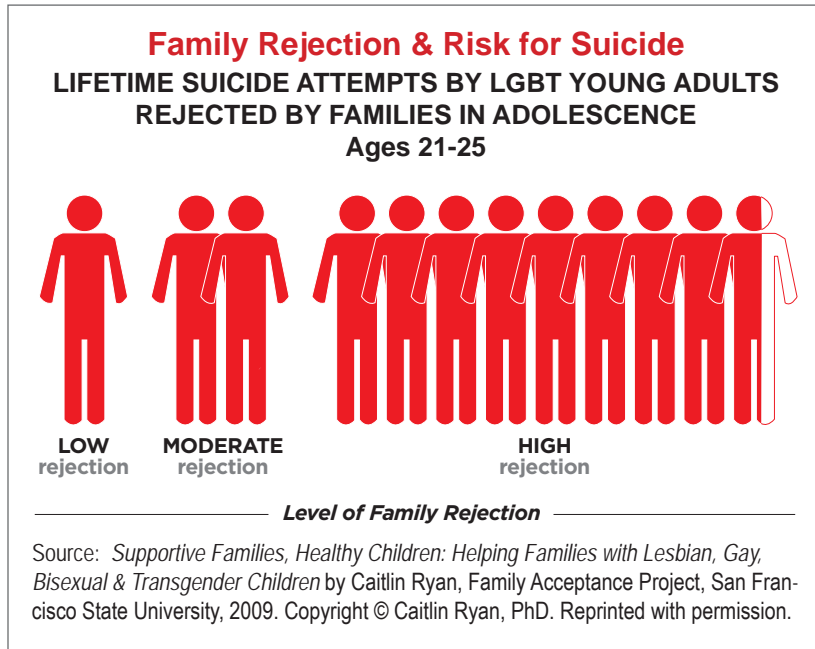 Family Rejection & Risk for Suicide
LIFETIME SUICIDE ATTEMPTS BY LGBT YOUNG ADULTS
REJECTED BY FAMILIES IN ADOLESCENCE
Ages 21-25
LOW
rejection
MODERATE
rejection
HIGH
rejection
Level of Family Rejection
Source: Supportive Families, Healthy Children: Helping Families with Lesbian, Gay,
Bisexual & Transgender Children by Caitlin Ryan, Family Acceptance Project, San Fran-
cisco State University, 2009. Copyright © Caitlin Ryan, PhD. Reprinted with permission.